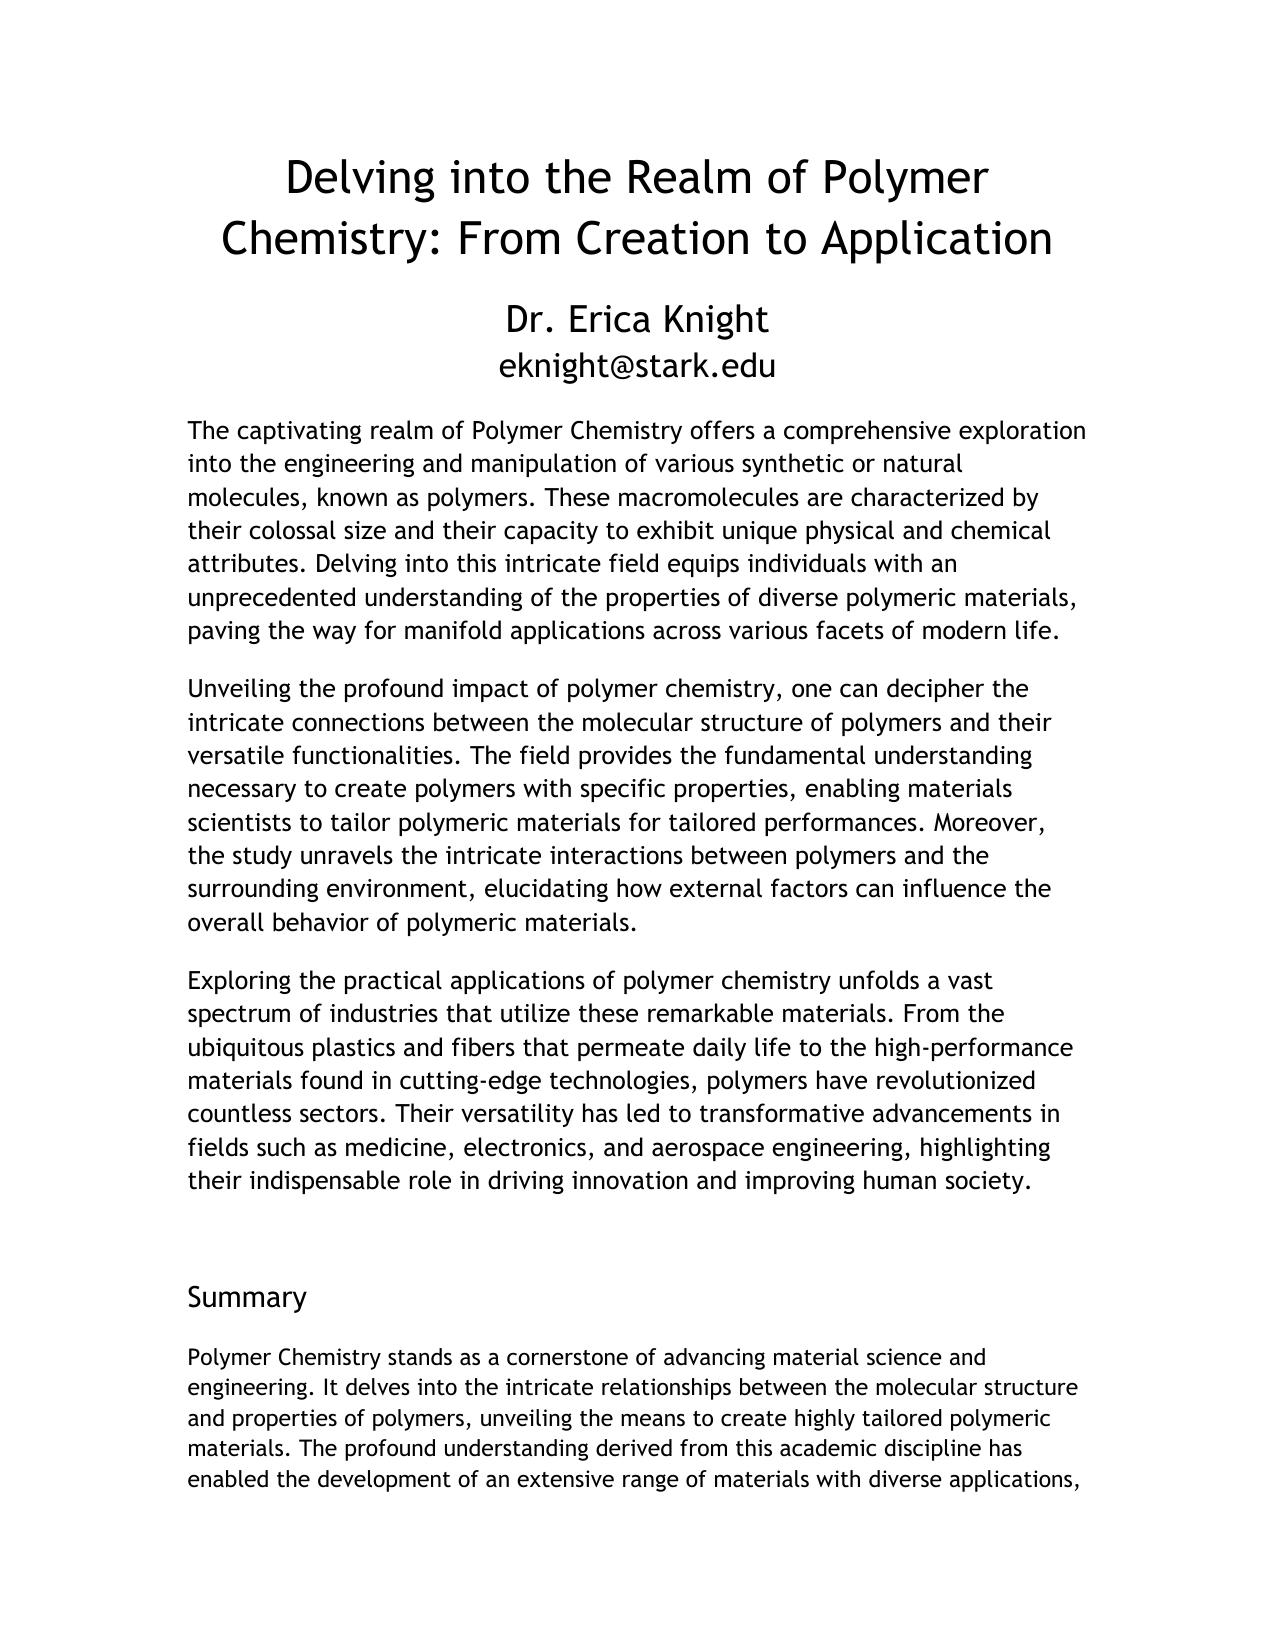 Delving into the Realm of Polymer
Chemistry: From Creation to Application
Dr. Erica Knight
eknight@stark.edu
The captivating realm of Polymer Chemistry offers a comprehensive exploration
into the engineering and manipulation of various synthetic or natural
molecules, known as polymers. These macromolecules are characterized by
their colossal size and their capacity to exhibit unique physical and chemical
attributes. Delving into this intricate field equips individuals with an
unprecedented understanding of the properties of diverse polymeric materials,
paving the way for manifold applications across various facets of modern life.
Unveiling the profound impact of polymer chemistry, one can decipher the
intricate connections between the molecular structure of polymers and their
versatile functionalities. The field provides the fundamental understanding
necessary to create polymers with specific properties, enabling materials
scientists to tailor polymeric materials for tailored performances. Moreover,
the study unravels the intricate interactions between polymers and the
surrounding environment, elucidating how external factors can influence the
overall behavior of polymeric materials.
Exploring the practical applications of polymer chemistry unfolds a vast
spectrum of industries that utilize these remarkable materials. From the
ubiquitous plastics and fibers that permeate daily life to the high-performance
materials found in cutting-edge technologies, polymers have revolutionized
countless sectors. Their versatility has led to transformative advancements in
fields such as medicine, electronics, and aerospace engineering, highlighting
their indispensable role in driving innovation and improving human society.
Summary
Polymer Chemistry stands as a cornerstone of advancing material science and
engineering. It delves into the intricate relationships between the molecular structure
and properties of polymers, unveiling the means to create highly tailored polymeric
materials. The profound understanding derived from this academic discipline has
enabled the development of an extensive range of materials with diverse applications,